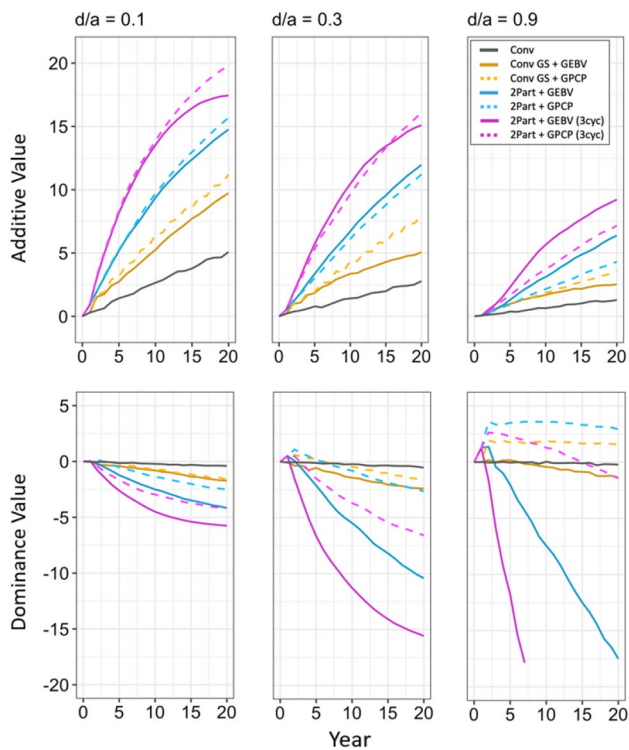 d/a = 0.1
d/a = 0.3
d/a = 0.9
Additive Value
20
15
10
5
0
Conv
Conv GS + GEBV
Conv GS + GPCP
2Part + GEBV
2Part + GPCP
2Part + GEBV (3cyc)
2Part + GPCP (3cyc)
0 5 10 15 20
0 5 10 15 20
0 5 10 15 20
Dominance Value
5
0
-5
-10
-15
-20
0 5 10 15 20
0 5 10 15 20
0 5 10 15 20
Year